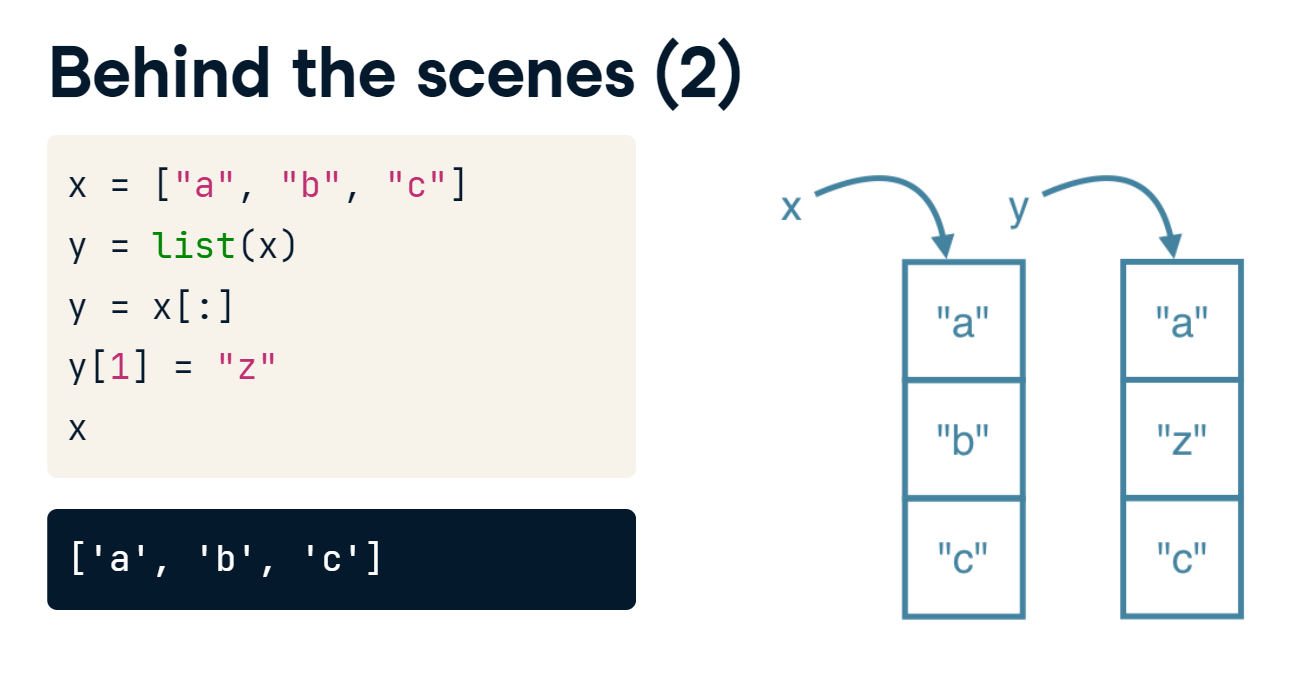 Behind the scenes (2)
x = ["a", "b", "c"]
y = list(x)
y = x[:]
y[1] = "z"
x
['a', 'b', 'c']
x y
"a" "a"
"b" "z"
"c" "c"